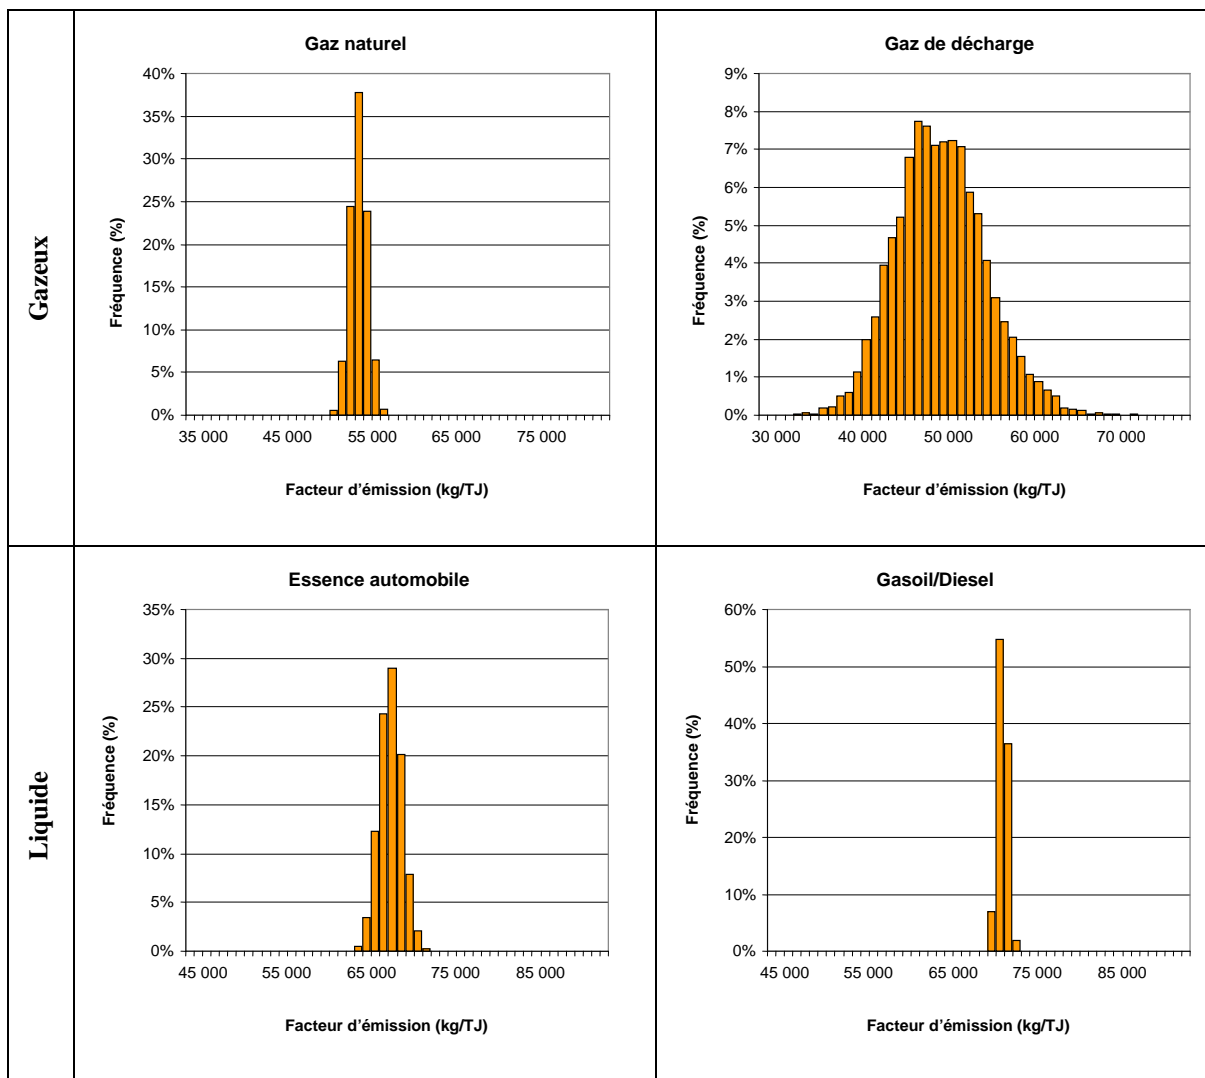 Gazeux
Gaz naturel
40%
35%
30%
25%
20%
15%
10%
5%
0%
Fréquence (%)
35 000 45 000 55 000 65 000 75 000
Facteur d'émission (kg/TJ)
Gaz de décharge
9%
8%
7%
6%
5%
4%
3%
2%
1%
0%
Fréquence (%)
30 000 40 000 50 000 60 000 70 000
Facteur d'émission (kg/TJ)
Liquide
Essence automobile
35%
30%
25%
20%
15%
10%
5%
0%
Fréquence (%)
45 000 55 000 65 000 75 000 85 000
Facteur d'émission (kg/TJ)
Gasoil/Diesel
60%
50%
40%
30%
20%
10%
0%
Fréquence (%)
45 000 55 000 65 000 75 000 85 000
Facteur d'émission (kg/TJ)